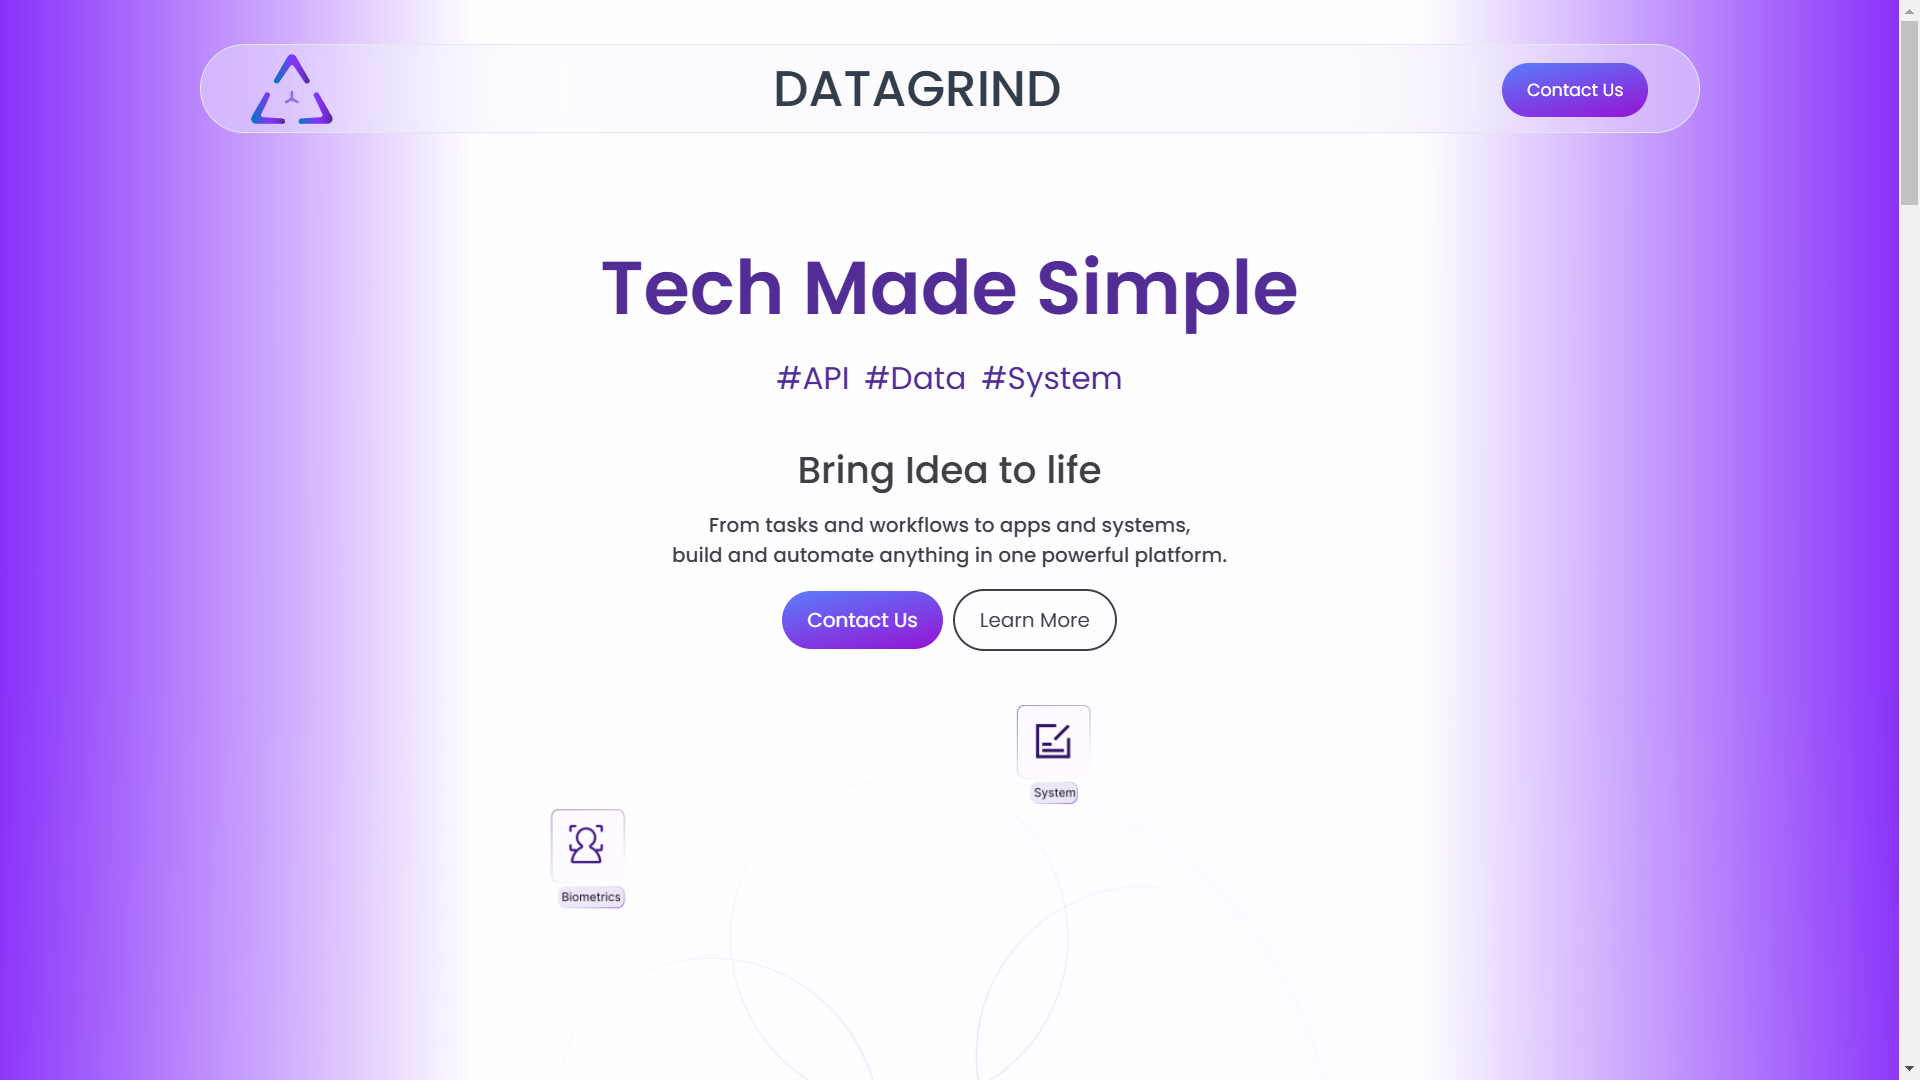 DATAGRIND
Contact Us
Tech Made Simple
#API #Data #System
Bring Idea to life
From tasks and workflows to apps and systems,
build and automate anything in one powerful platform.
Contact Us
Learn More
System
Biometrics